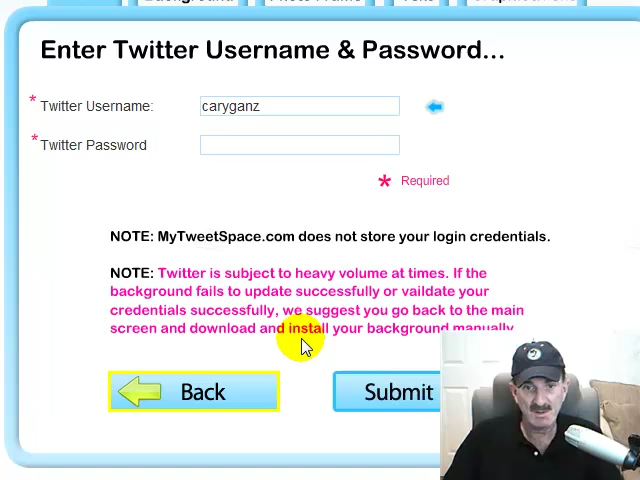 Enter Twitter Username & Password...
* Twitter Username: caryganz
* Twitter Password
* Required
NOTE: MyTweetSpace.com does not store your login credentials.
NOTE: Twitter is subject to heavy volume at times. If the
background fails to update successfully or vaildate your
credentials successfully, we suggest you go back to the main
screen and download and install your background manually
Back Submit